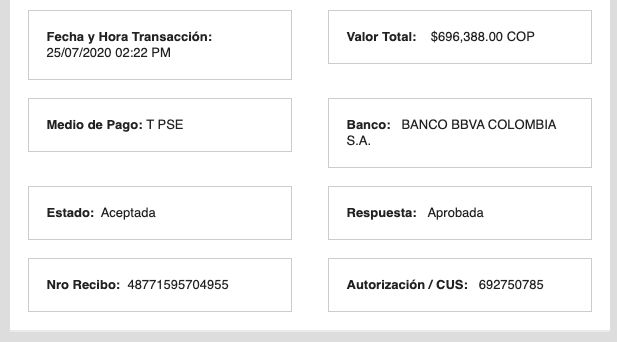 Fecha y Hora Transacción:
25/07/2020 02:22 PM
Valor Total: $696,388.00 COP
Medio de Pago: T PSE
Banco: BANCO BBVA COLOMBIA
S.A.
Estado: Aceptada
Respuesta: Aprobada
Nro Recibo: 48771595704955
Autorización / CUS: 692750785